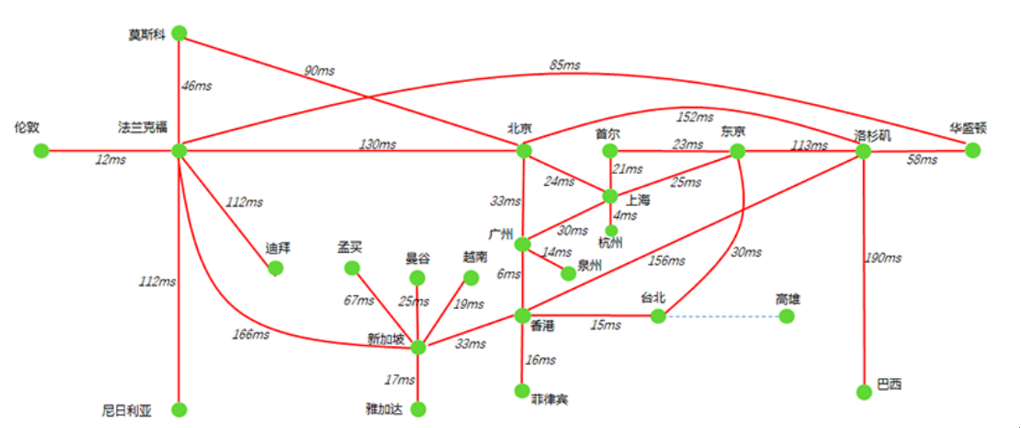 莫斯科
90ms
85ms
46ms
伦敦
法兰克福
北京
152ms
首尔
东京
洛杉矶
华盛顿
12ms
130ms
23ms
113ms
58ms
24ms
21ms
25ms
112ms
33ms
上海
4ms
广州
30ms
杭州
迪拜
孟买
曼谷
越南
14ms
泉州
156ms
30ms
190ms
112ms
6ms
67ms
25ms
19ms
台北
高雄
166ms
新加坡
33ms
香港
15ms
17ms
16ms
尼日利亚
雅加达
菲律宾
巴西